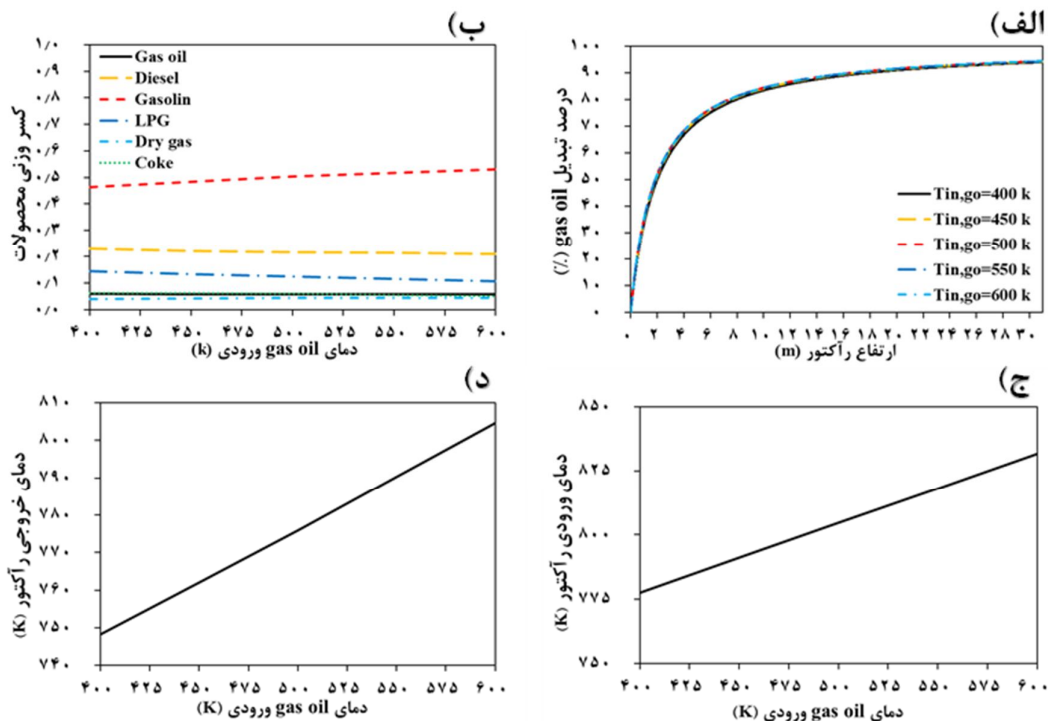 الف)
درصد تبدیل gas oil (٪)
۱۰۰
۹۰
۸۰
۷۰
۶۰
۵۰
۴۰
۳۰
۲۰
۱۰
۰
Tin,go=400 k
Tin,go=450 k
Tin,go=500 k
Tin,go=550 k
Tin,go=600 k
۰ ۲ ۴ ۶ ۸ ۱۰ ۱۲ ۱۴ ۱۶ ۱۸ ۲۰ ۲۲ ۲۴ ۲۶ ۲۸ ۳۰
ارتفاع رآکتور (m)
ب)
کسر وزنی محصولات
۱٫۰
۰٫۹
۰٫۸
۰٫۷
۰٫۶
۰٫۵
۰٫۴
۰٫۳
۰٫۲
۰٫۱
۰٫۰
Gas oil
Diesel
Gasolin
LPG
Dry gas
Coke
۴۰۰ ۴۲۵ ۴۵۰ ۴۷۵ ۵۰۰ ۵۲۵ ۵۵۰ ۵۷۵ ۶۰۰
دمای gas oil ورودی (k)
ج)
دمای ورودی رآکتور (K)
۸۵۰
۸۲۵
۸۰۰
۷۷۵
۷۵۰
۴۰۰ ۴۲۵ ۴۵۰ ۴۷۵ ۵۰۰ ۵۲۵ ۵۵۰ ۵۷۵ ۶۰۰
دمای gas oil ورودی (K)
د)
دمای خروجی رآکتور (K)
۸۱۰
۸۰۰
۷۹۰
۷۸۰
۷۷۰
۷۶۰
۷۵۰
۷۴۰
۴۰۰ ۴۲۵ ۴۵۰ ۴۷۵ ۵۰۰ ۵۲۵ ۵۵۰ ۵۷۵ ۶۰۰
دمای gas oil ورودی (K)